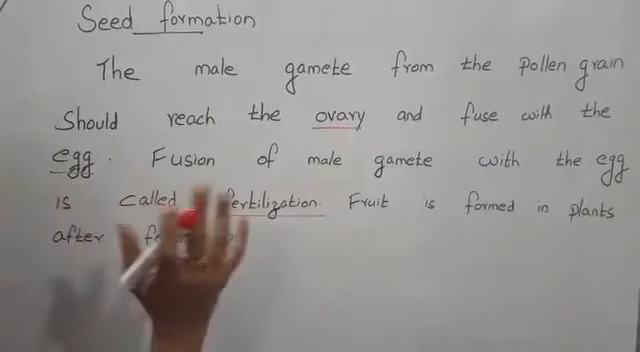 Seed formation
The male gamete from the pollen grain
Should reach the ovary and fuse with the
egg. Fusion of male gamete with the egg
is called fertilization. Fruit is formed in plants
after